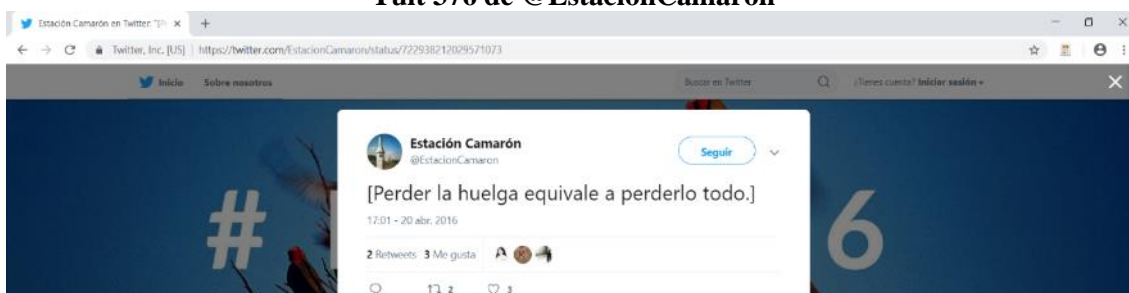 Tuit 376 de @EstacionCamaron
Estación Camarón en Twitter: "[P
Twitter, Inc. [US] | https://twitter.com/EstacionCamaron/status/722938212029571073
Inicio Sobre nosotros Buscar en Twitter ¿Tienes cuenta? Iniciar sesión
Estación Camarón
@EstacionCamaron
Seguir
[Perder la huelga equivale a perderlo todo.]
17:01 - 20 abr. 2016
2 Retweets 3 Me gusta
2 3
# 6